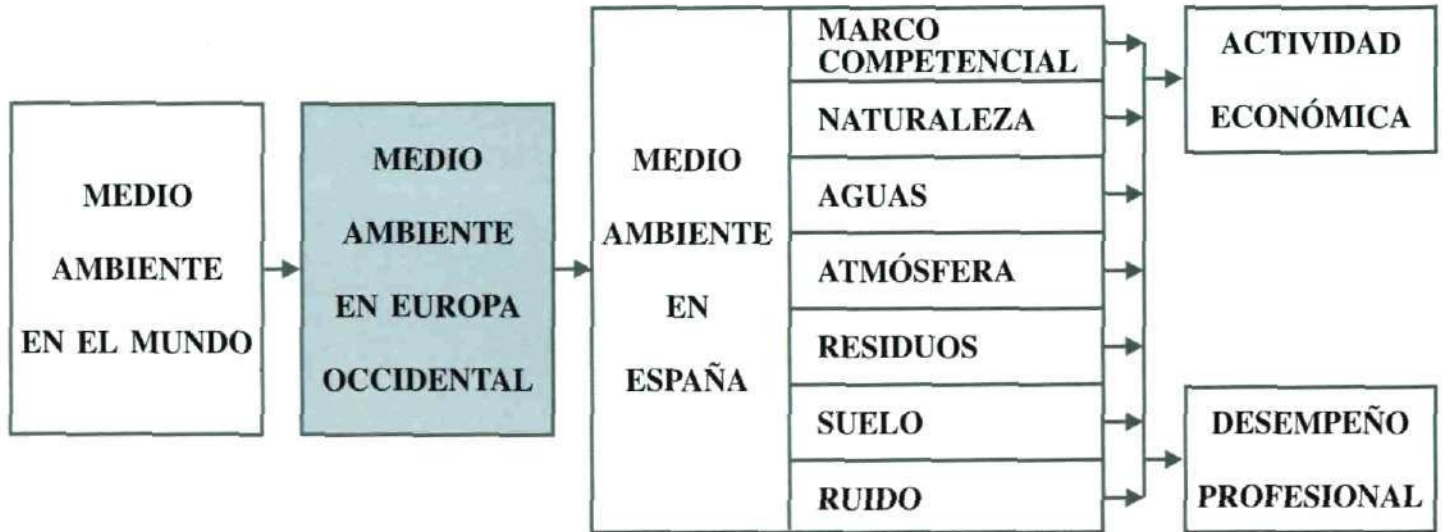 MEDIO
AMBIENTE
EN EL MUNDO
MEDIO
AMBIENTE
EN EUROPA
OCCIDENTAL
MEDIO
AMBIENTE
EN
ESPAÑA
MARCO
COMPETENCIAL
NATURALEZA
AGUAS
ATMÓSFERA
RESIDUOS
SUELO
RUIDO
ACTIVIDAD
ECONÓMICA
DESEMPEÑO
PROFESIONAL